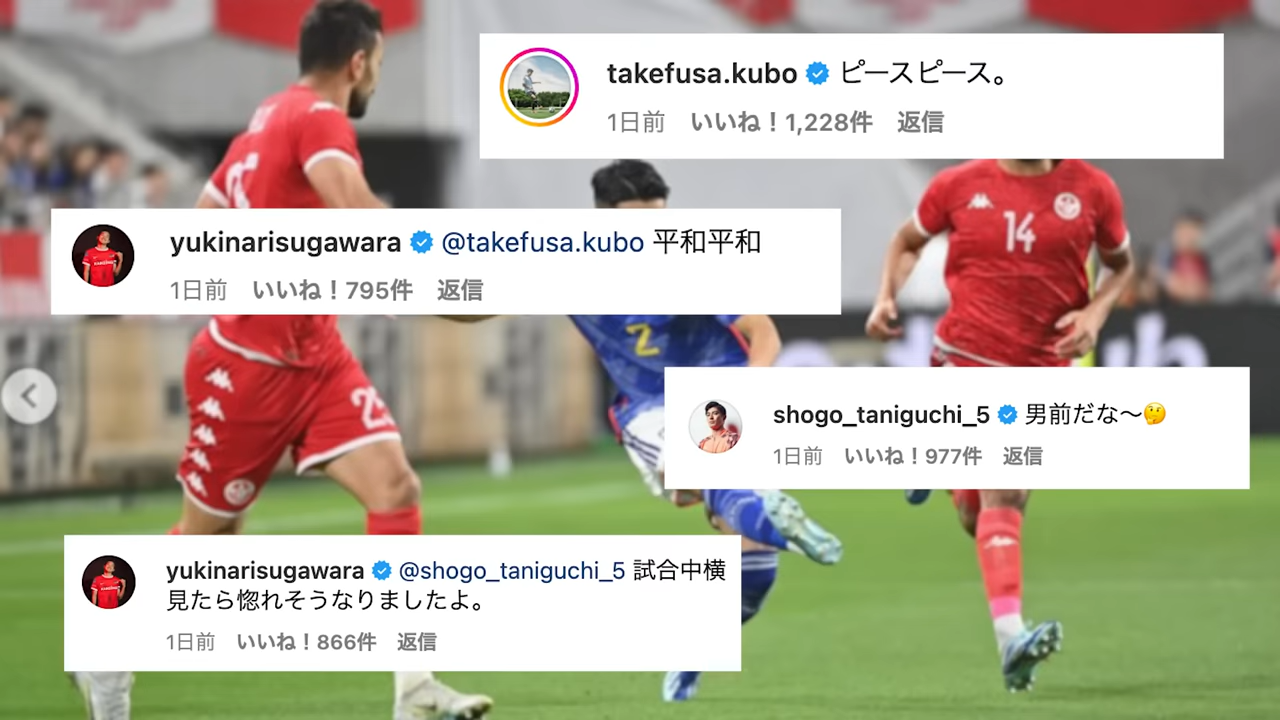 takefusa.kubo ピースピース。
1日前 いいね！1,228件 返信
yukinarisugawara @takefusa.kubo 平和平和
1日前 いいね！795件 返信
14
2
shogo_taniguchi_5 男前だな〜🤔
1日前 いいね！977件 返信
yukinarisugawara @shogo_taniguchi_5 試合中横
見たら惚れそうなりましたよ。
1日前 いいね！866件 返信